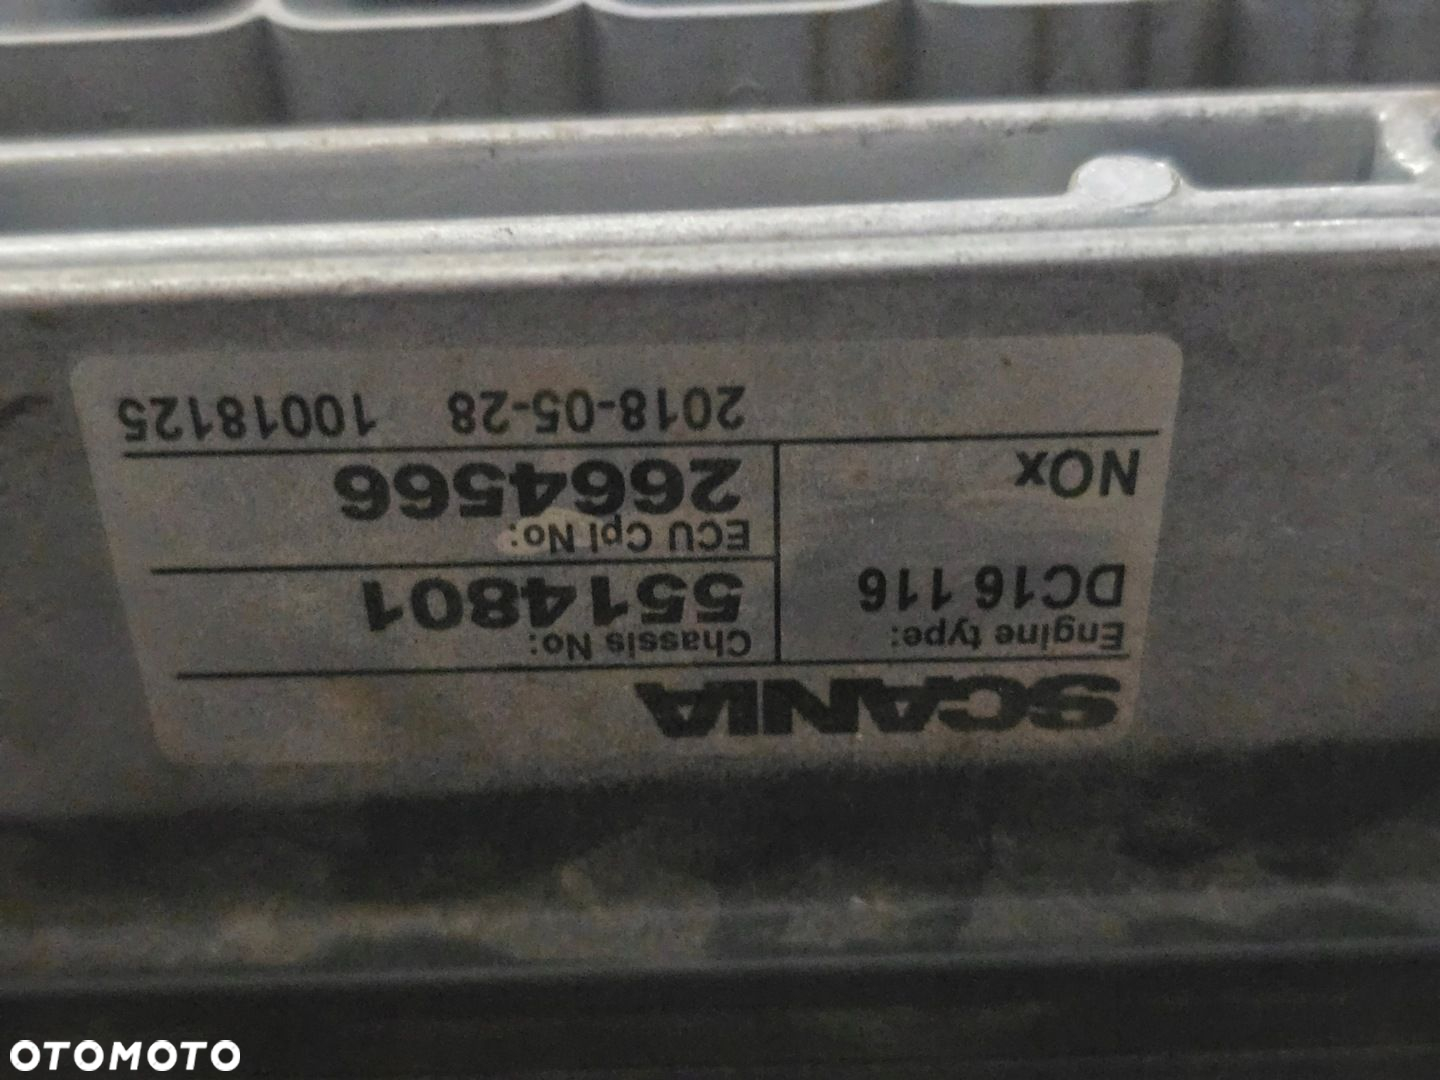 SCANIA
Engine type:
DC16 116
NOx
Chassis No:
5514801
ECU Cpl No:
2664566
2018-05-28 10018125
OTOMOTO